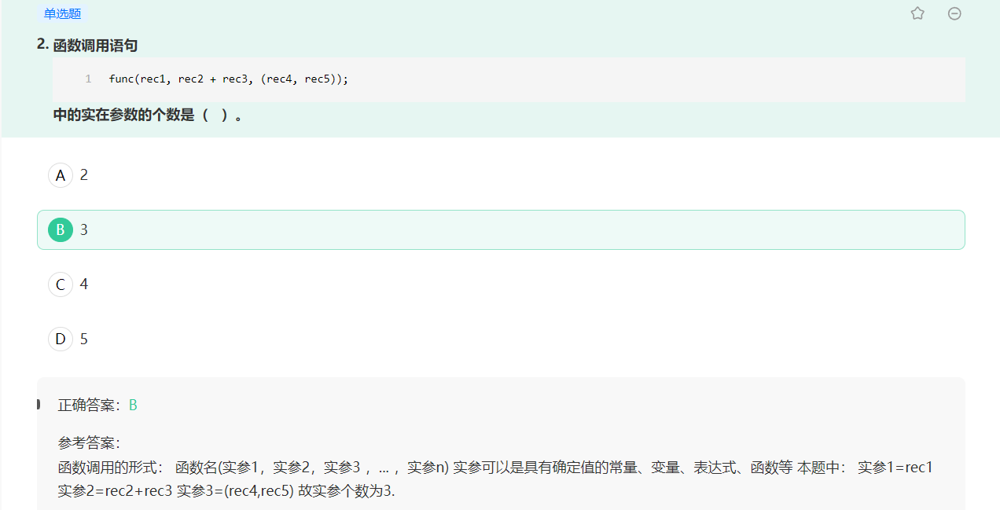 单选题
2. 函数调用语句
1 func(rec1, rec2 + rec3, (rec4, rec5));
中的实在参数的个数是（ ）。
A 2
B 3
C 4
D 5
正确答案：B
参考答案：
函数调用的形式： 函数名(实参1，实参2，实参3 ，... ，实参n) 实参可以是具有确定值的常量、变量、表达式、函数等 本题中： 实参1=rec1
实参2=rec2+rec3 实参3=(rec4,rec5) 故实参个数为3.